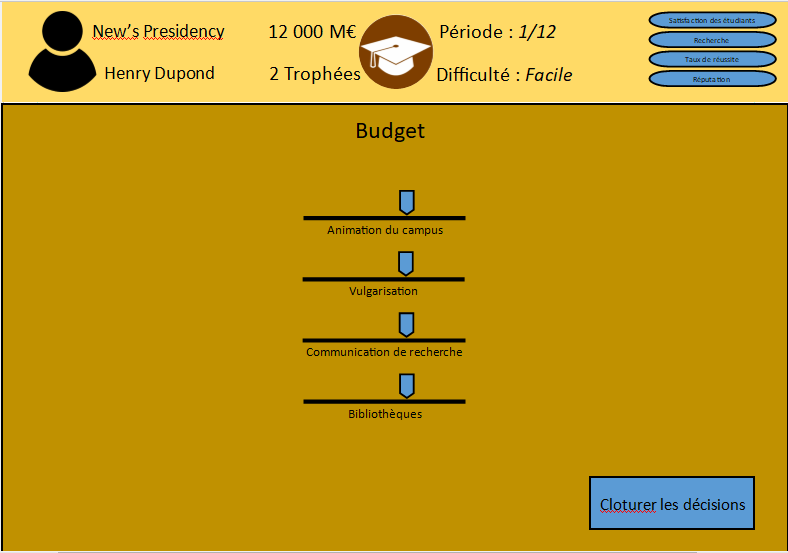 New's Presidency
12 000 M€
Période : 1/12
Henry Dupond
2 Trophées
Difficulté : Facile
Satisfaction des étudiants
Recherche
Taux de réussite
Réputation
Budget
Animation du campus
Vulgarisation
Communication de recherche
Bibliothèques
Cloturer les décisions